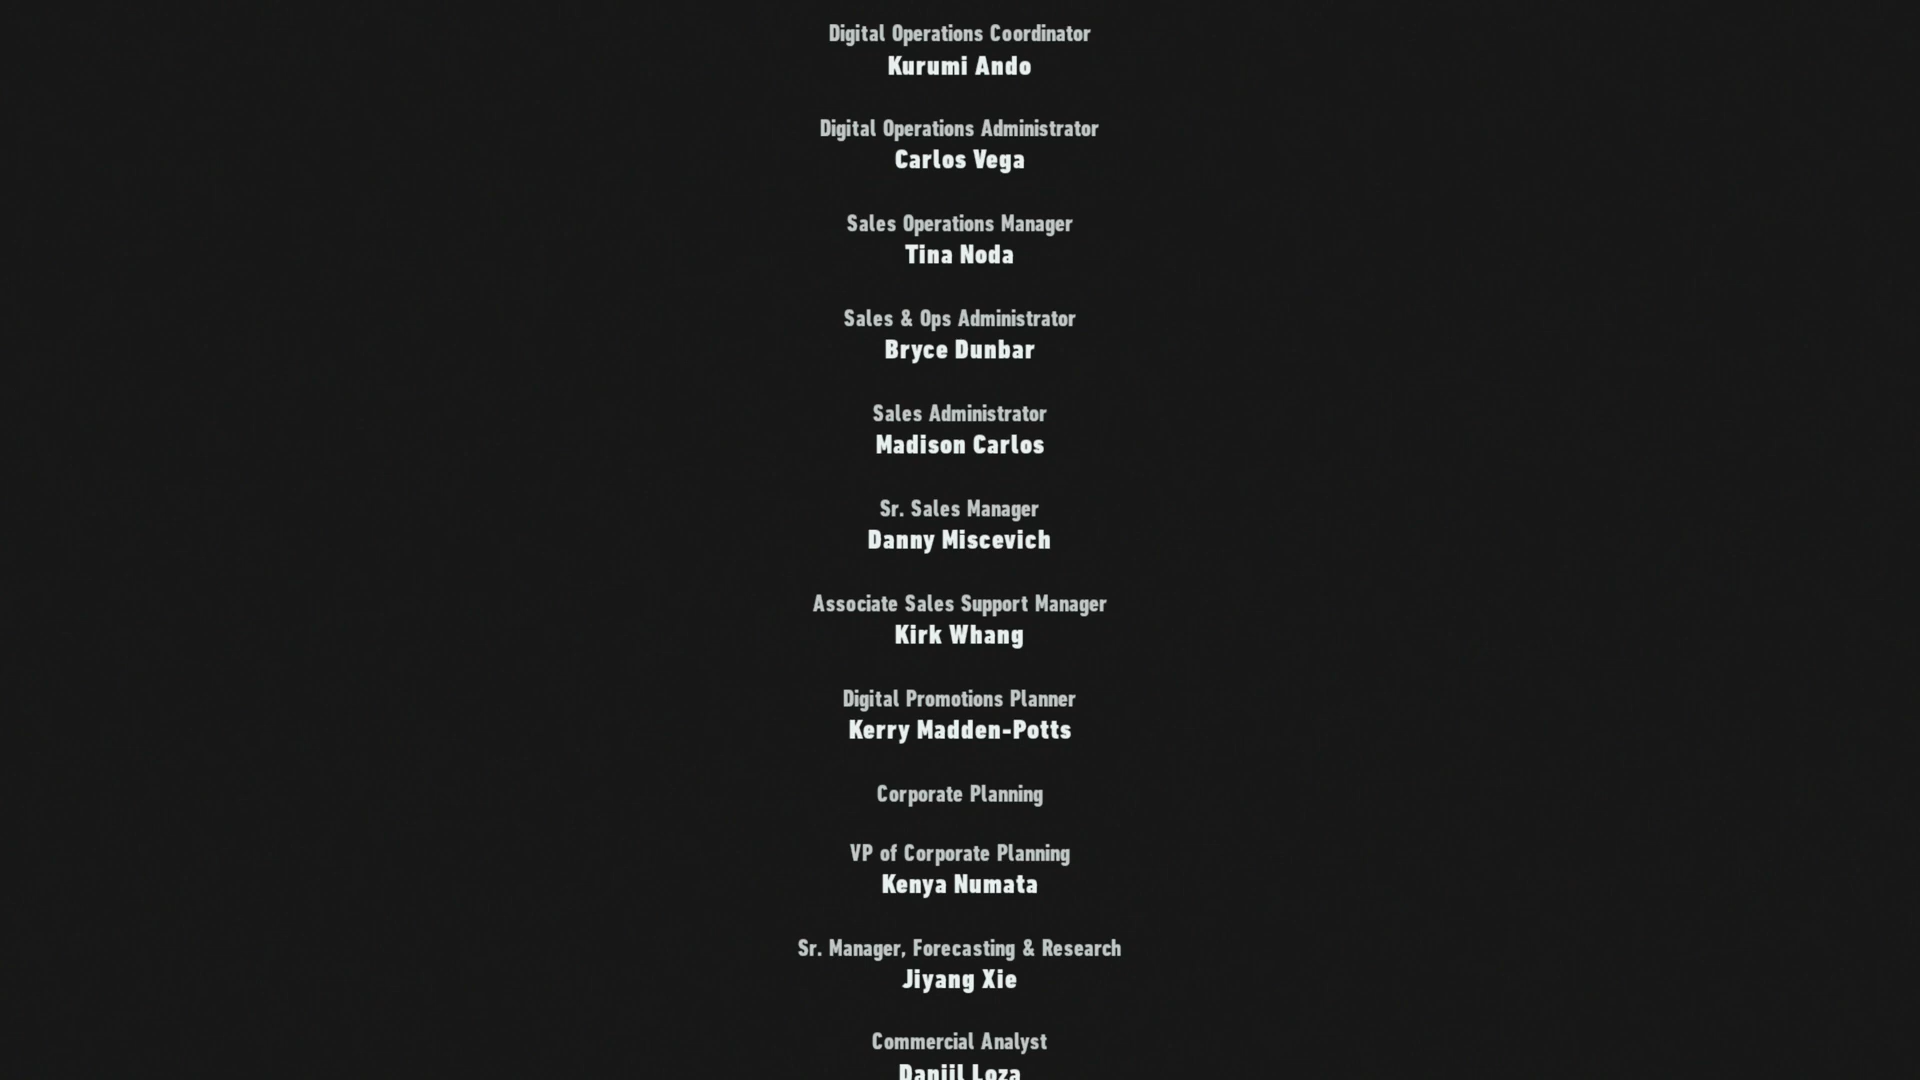 Digital Operations Coordinator
Kurumi Ando
Digital Operations Administrator
Carlos Vega
Sales Operations Manager
Tina Noda
Sales & Ops Administrator
Bryce Dunbar
Sales Administrator
Madison Carlos
Sr. Sales Manager
Danny Miscevich
Associate Sales Support Manager
Kirk Whang
Digital Promotions Planner
Kerry Madden-Potts
Corporate Planning
VP of Corporate Planning
Kenya Numata
Sr. Manager, Forecasting & Research
Jiyang Xie
Commercial Analyst
Daniil Loza